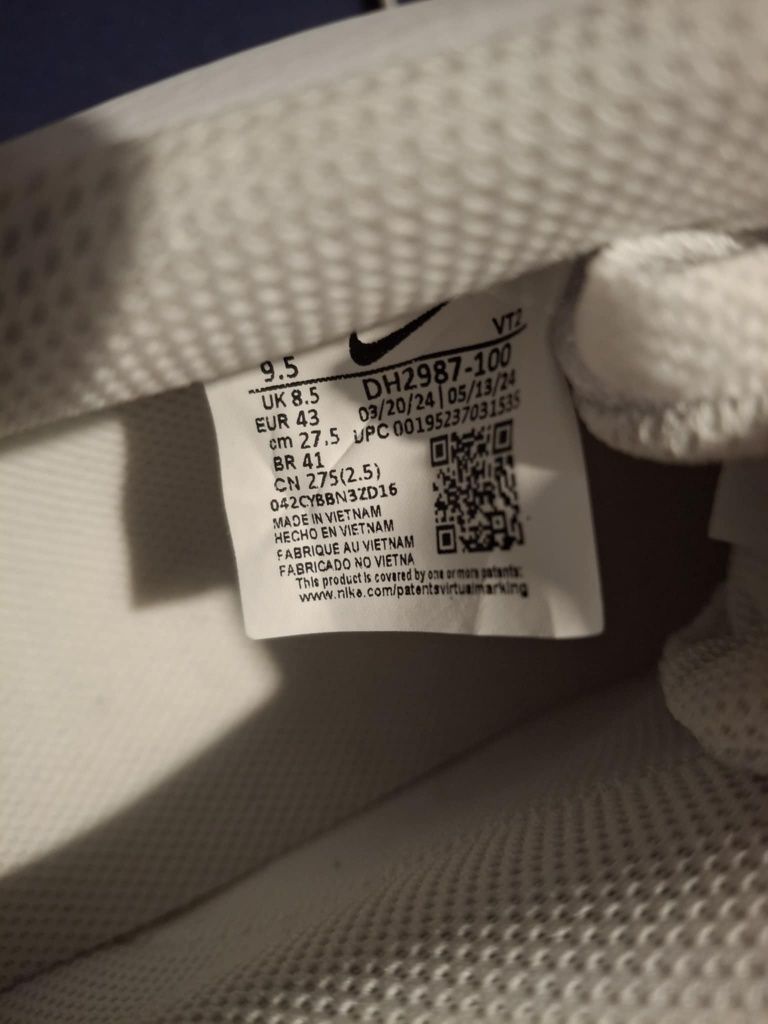 VT2
9.5
UK 8.5 DH2987-100
EUR 43 03/20/24 | 05/13/24
cm 27.5 UPC 00195237031535
BR 41
CN 275(2.5)
042CYBBN3ZD16
MADE IN VIETNAM
HECHO EN VIETNAM
FABRIQUE AU VIETNAM
FABRICADO NO VIETNA
This product is covered by one or more patents:
www.nike.com/patentsvirtualmarking